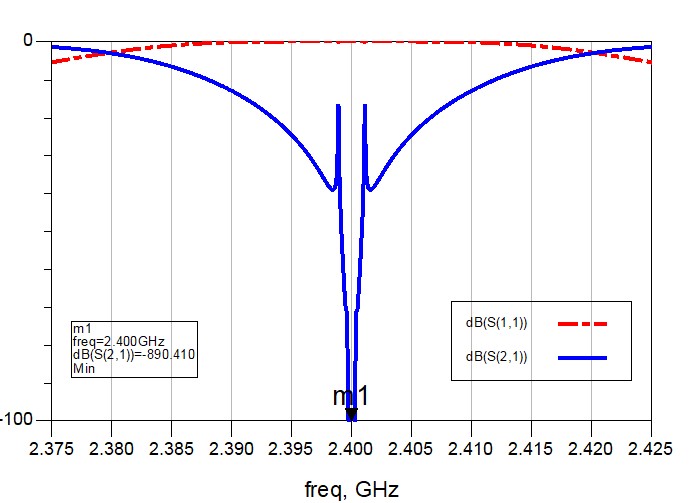 0
-100
m1
freq=2.400GHz
dB(S(2,1))=-890.410
Min
m1
dB(S(1,1))
dB(S(2,1))
2.375 2.380 2.385 2.390 2.395 2.400 2.405 2.410 2.415 2.420 2.425
freq, GHz